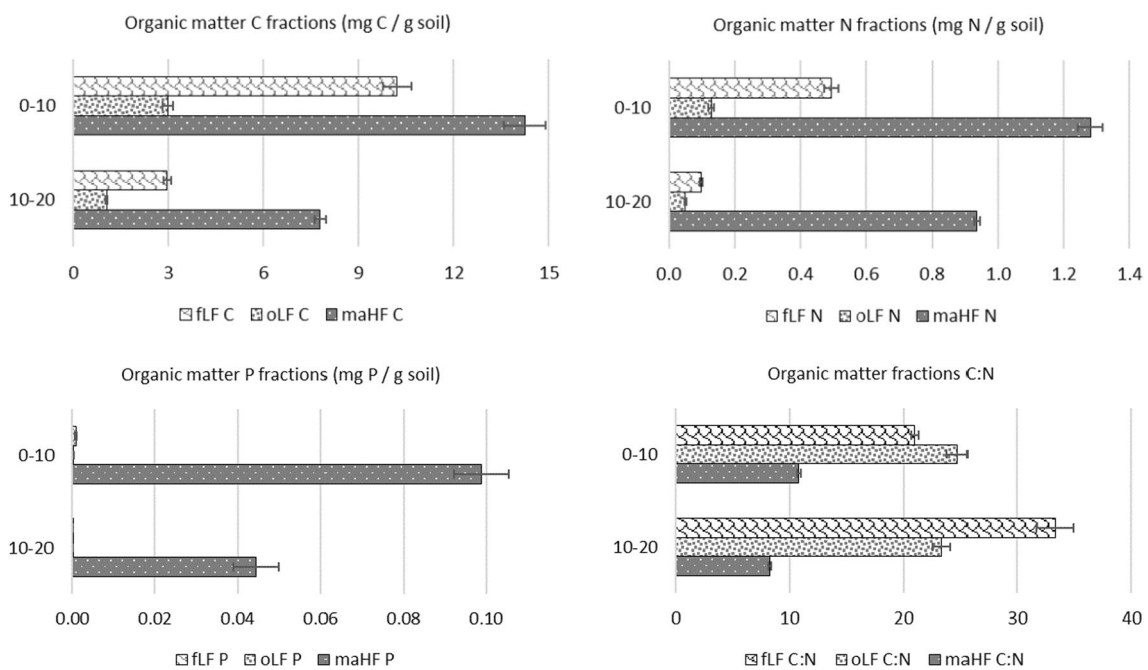 Organic matter C fractions (mg C / g soil)
0-10
10-20
0 3 6 9 12 15
fLF C oLF C maHF C
Organic matter N fractions (mg N / g soil)
0-10
10-20
0.0 0.2 0.4 0.6 0.8 1.0 1.2 1.4
fLF N oLF N maHF N
Organic matter P fractions (mg P / g soil)
0-10
10-20
0.00 0.02 0.04 0.06 0.08 0.10
fLF P oLF P maHF P
Organic matter fractions C:N
0-10
10-20
0 10 20 30 40
fLF C:N oLF C:N maHF C:N